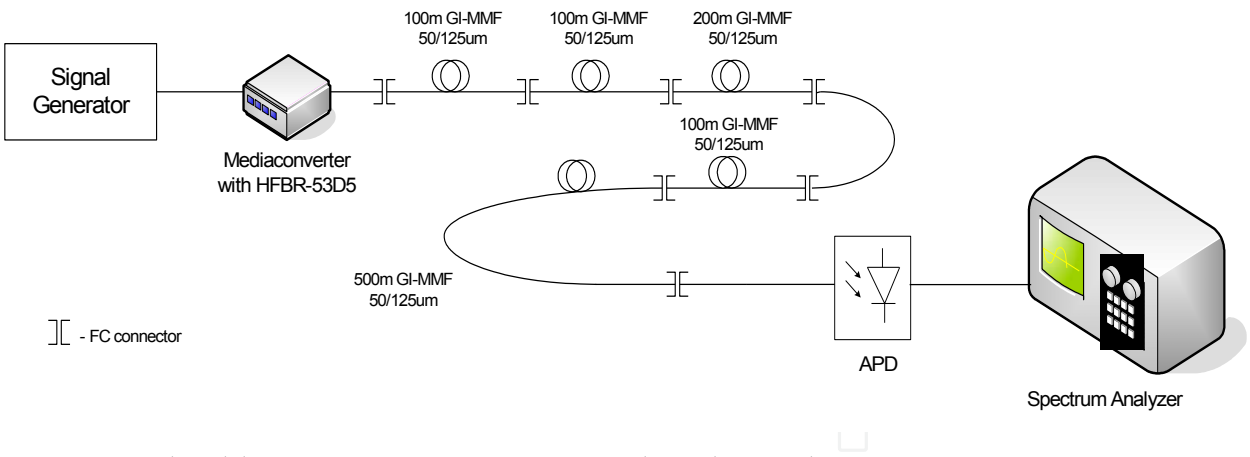 100m GI-MMF
50/125um
100m GI-MMF
50/125um
200m GI-MMF
50/125um
Signal
Generator
Mediaconverter
with HFBR-53D5
100m GI-MMF
50/125um
500m GI-MMF
50/125um
- FC connector
APD
Spectrum Analyzer